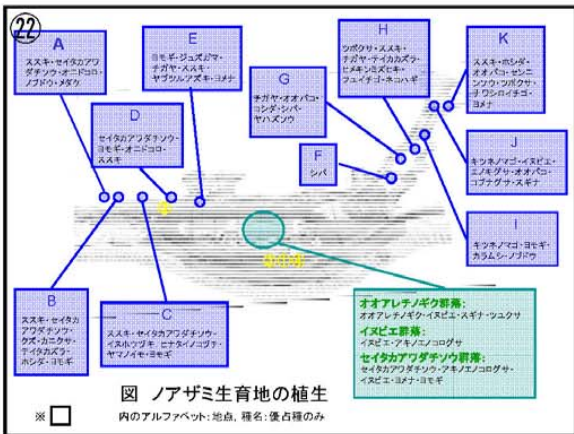 ㉒
A
ススキ・セイタカアワ
ダチソウ・オニドコロ・
ノブドウ・メダケ
E
ヨモギ・ジュズダマ・
チガヤ・ススキ・
ヤブツルアズキ・ヨメナ
H
ツボクサ・ススキ・
チガヤ・テイカカズラ・
ヒメキンミズヒキ・
フユイチゴ・ネコハギ
K
ススキ・ホシダ・
オオバコ・センニ
ンソウ・ツボクサ・
ナワシロイチゴ・
ヨメナ
G
チガヤ・オオバコ・
コシダ・シバ・
ヤハズソウ
D
セイタカアワダチソウ・
ヨモギ・オニドコロ・
ススキ
F
シバ
J
キツネノマゴ・イヌビエ・
エノキグサ・オオバコ・
コブナグサ・スギナ
I
キツネノマゴ・ヨモギ・
カラムシ・ノブドウ
B
ススキ・セイタカ
アワダチソウ・
クズ・カニクサ・
テイカカズラ・
ホシダ・ヨモギ
C
ススキ・セイタカアワダチソウ・
イヌホウズキ・ヒナタイノコヅチ・
ヤマノイモ・ヨモギ
オオアレチノギク群落：
オオアレチノギク・イヌビエ・スギナ・ツユクサ
イヌビエ群落：
イヌビエ・アキノエノコログサ
セイタカアワダチソウ群落：
セイタカアワダチソウ・アキノエノコログサ・
イヌビエ・ヨメナ・ヨモギ
図 ノアザミ生育地の植生
※□ 内のアルファベット：地点，種名：優占種のみ